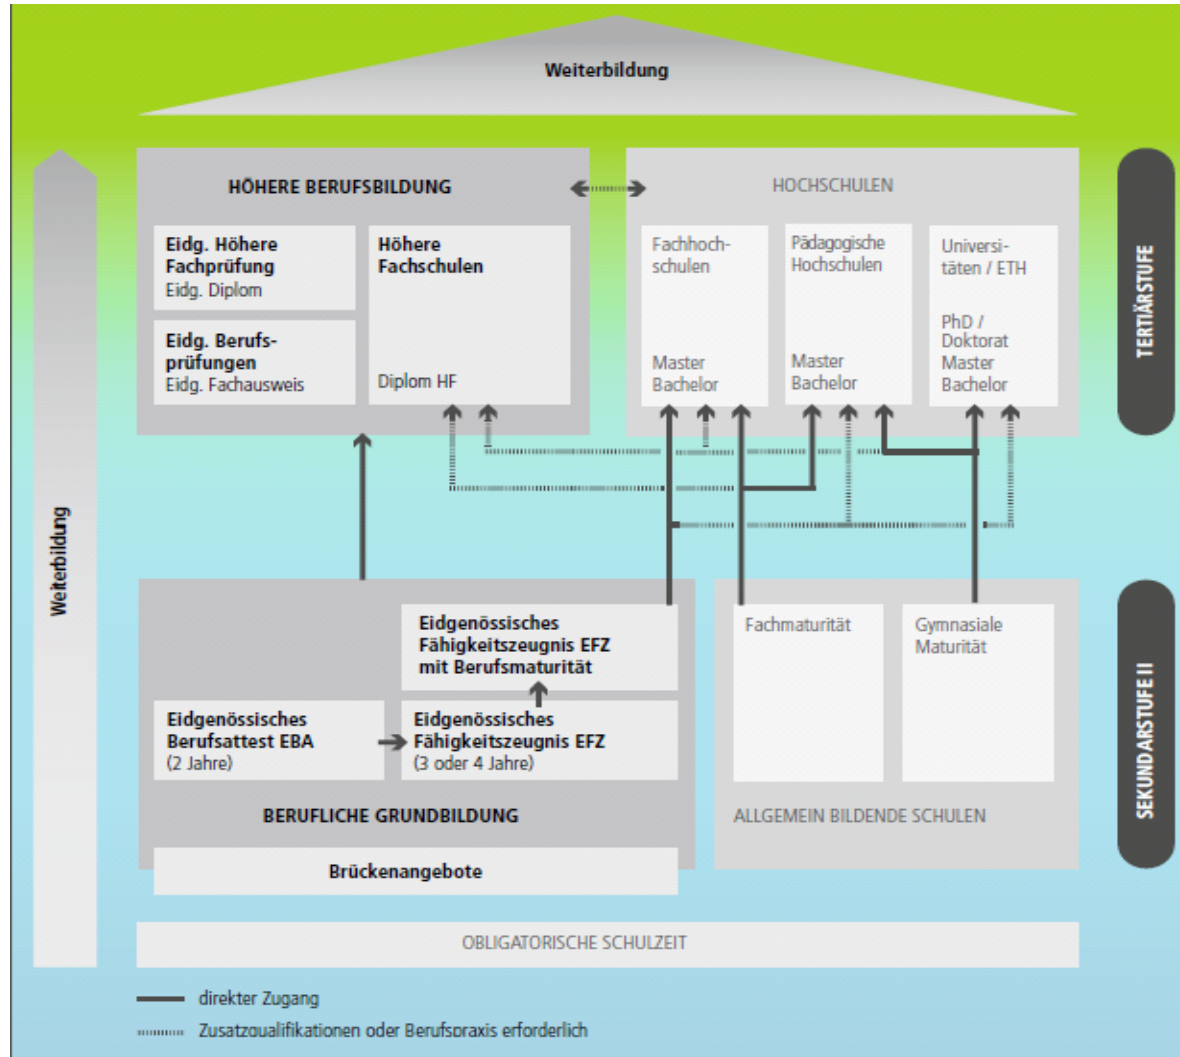 Weiterbildung
HÖHERE BERUFSBILDUNG
Eidg. Höhere
Fachprüfung
Eidg. Diplom
Eidg. Berufs-
prüfungen
Eidg. Fachausweis
Höhere
Fachschulen
Diplom HF
HOCHSCHULEN
Fachhoch-
schulen
Master
Bachelor
Pädagogische
Hochschulen
Master
Bachelor
Universi-
täten / ETH
PhD /
Doktorat
Master
Bachelor
TERTIÄRSTUFE
Weiterbildung
Eidgenössisches
Fähigkeitszeugnis EFZ
mit Berufsmaturität
Eidgenössisches
Berufsattest EBA
(2 Jahre)
Eidgenössisches
Fähigkeitszeugnis EFZ
(3 oder 4 Jahre)
BERUFLICHE GRUNDBILDUNG
Brückenangebote
Fachmaturität
Gymnasiale
Maturität
ALLGEMEIN BILDENDE SCHULEN
SEKUNDARSTUFE II
OBLIGATORISCHE SCHULZEIT
direkter Zugang
Zusatzqualifikationen oder Berufspraxis erforderlich